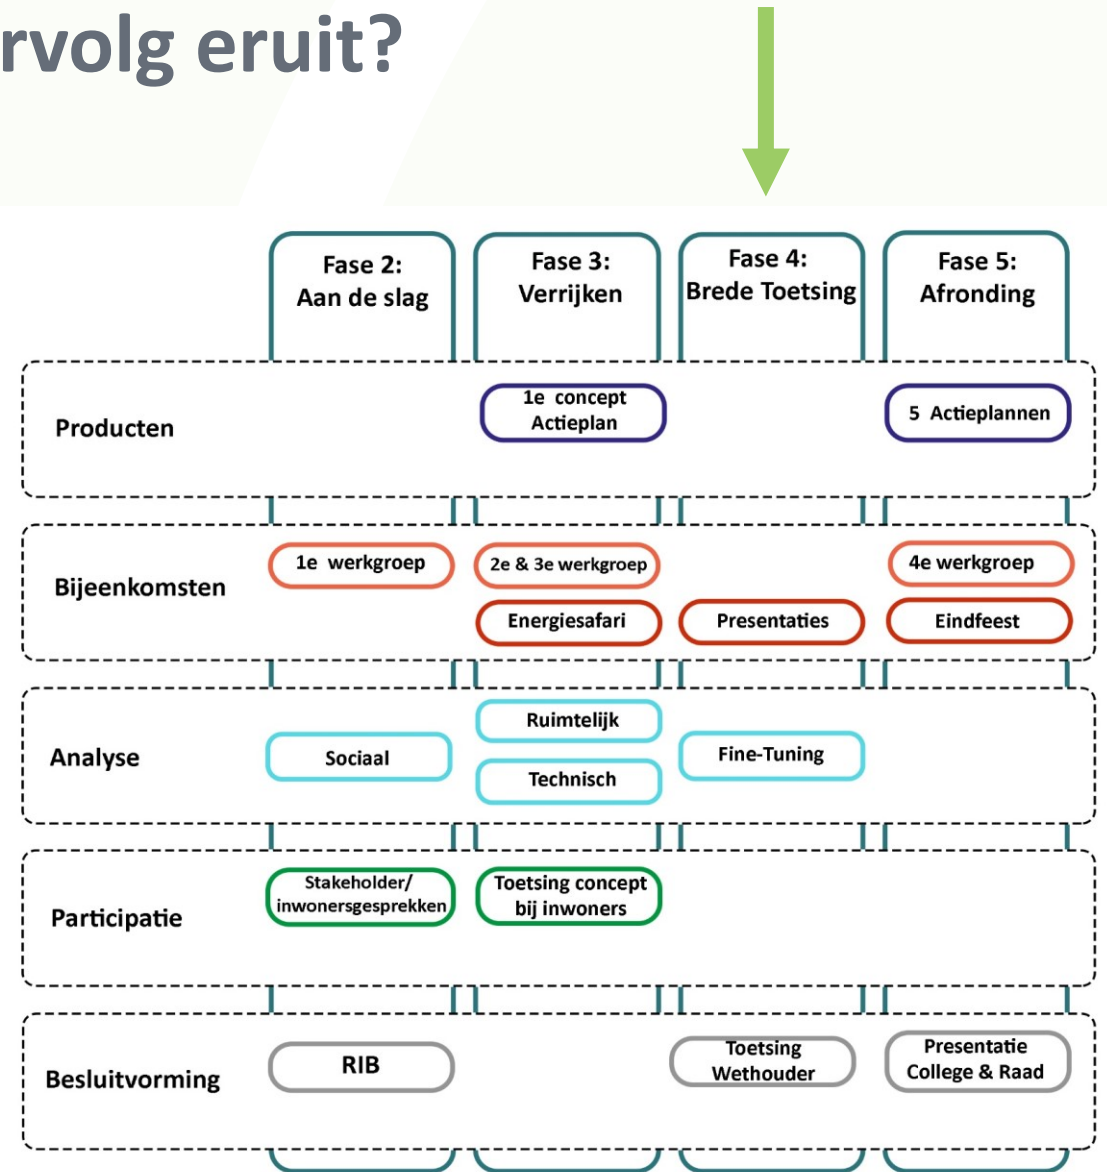 rvolg eruit?
Fase 2:
Aan de slag
Fase 3:
Verrijken
Fase 4:
Brede Toetsing
Fase 5:
Afronding
Producten
1e concept
Actieplan
5 Actieplannen
Bijeenkomsten
1e werkgroep
2e & 3e werkgroep
4e werkgroep
Energiesafari
Presentaties
Eindfeest
Analyse
Sociaal
Ruimtelijk
Technisch
Fine-Tuning
Participatie
Stakeholder/
inwonersgesprekken
Toetsing concept
bij inwoners
Besluitvorming
RIB
Toetsing
Wethouder
Presentatie
College & Raad